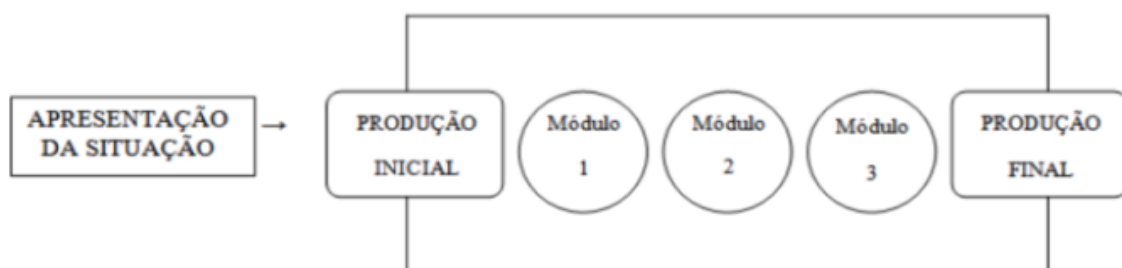 APRESENTAÇÃO
DA SITUAÇÃO
→
PRODUÇÃO
INICIAL
Módulo
1
Módulo
2
Módulo
3
PRODUÇÃO
FINAL